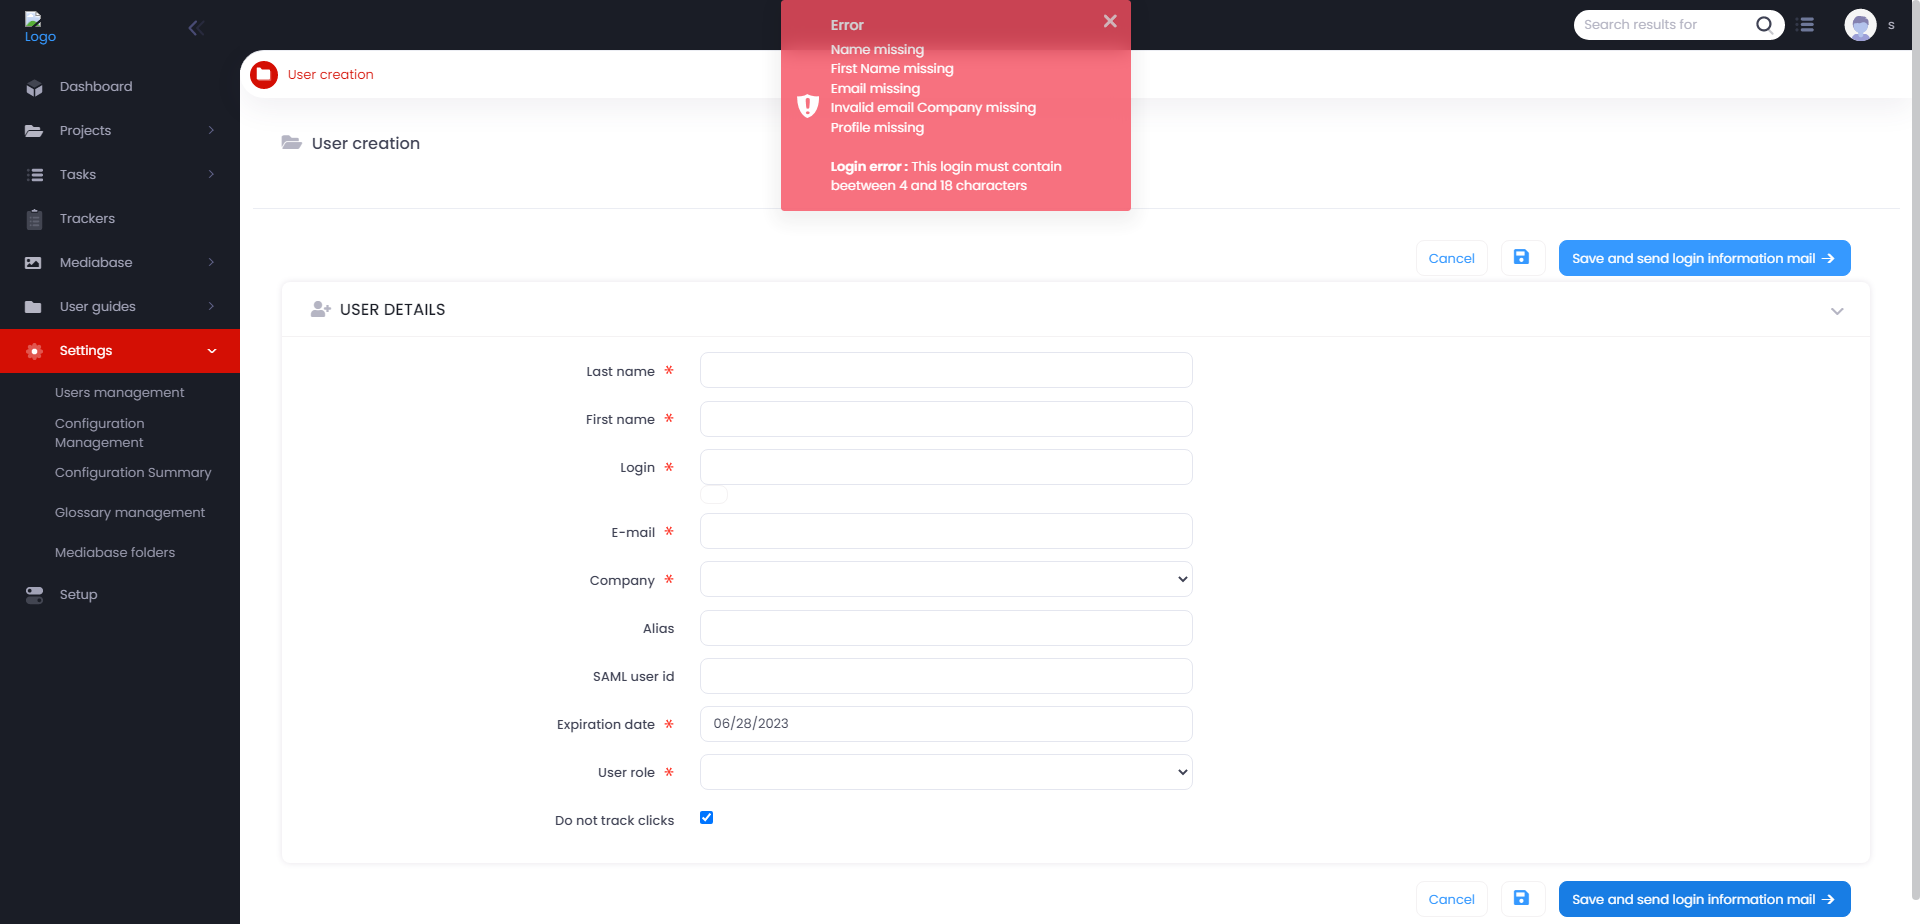 Logo
Dashboard
Projects
Tasks
Trackers
Mediabase
User guides
Settings
Users management
Configuration
Management
Configuration Summary
Glossary management
Mediabase folders
Setup
Search results for
s
User creation
Error
Name missing
First Name missing
Email missing
Invalid email Company missing
Profile missing
Login error : This login must contain
beetween 4 and 18 characters
User creation
Cancel
Save and send login information mail
USER DETAILS
Last name *
First name *
Login *
E-mail *
Company *
Alias
SAML user id
Expiration date * 06/28/2023
User role *
Do not track clicks
Cancel
Save and send login information mail